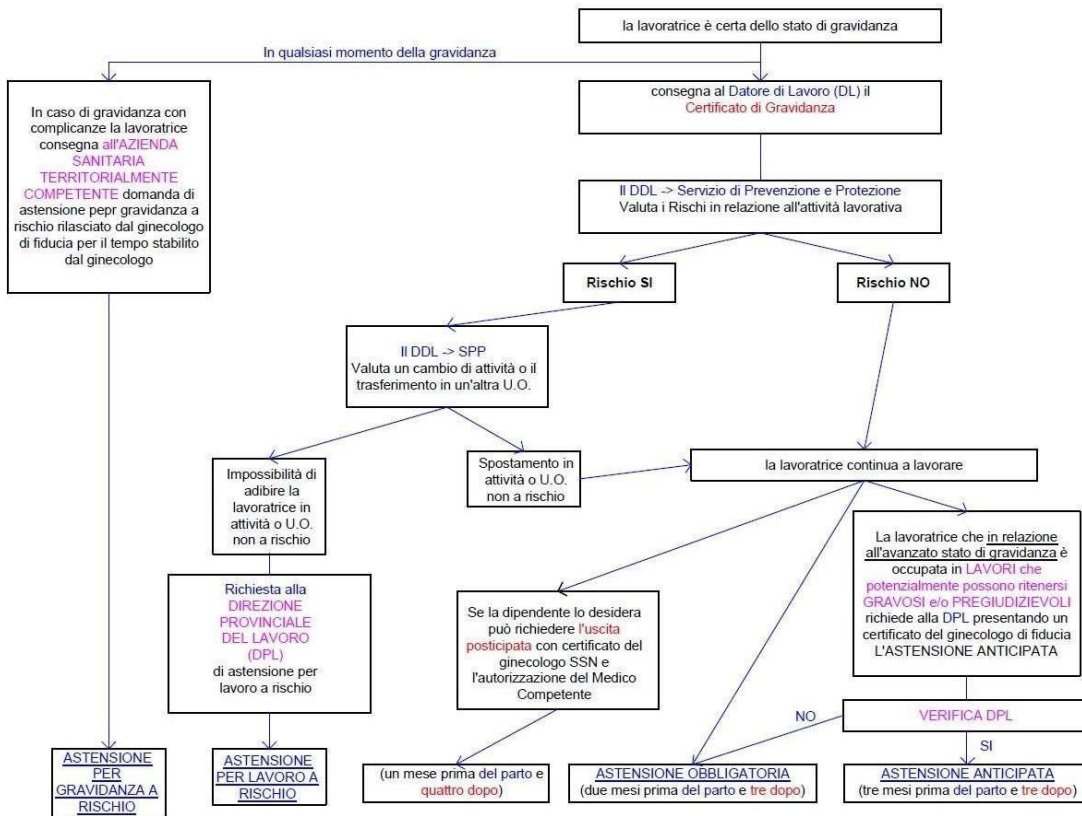 la lavoratrice è certa dello stato di gravidanza
In qualsiasi momento della gravidanza
In caso di gravidanza con
complicanze la lavoratrice
consegna all'AZIENDA
SANITARIA
TERRITORIALMENTE
COMPETENTE domanda di
astensione pepr gravidanza a
rischio rilasciato dal ginecologo
di fiducia per il tempo stabilito
dal ginecologo
consegna al Datore di Lavoro (DL) il
Certificato di Gravidanza
Il DDL -> Servizio di Prevenzione e Protezione
Valuta i Rischi in relazione all'attività lavorativa
Rischio SI
Rischio NO
Il DDL -> SPP
Valuta un cambio di attività o il
trasferimento in un'altra U.O.
Impossibilità di
adibire la
lavoratrice in
attività o U.O.
non a rischio
Spostamento in
attività o U.O.
non a rischio
la lavoratrice continua a lavorare
Richiesta alla
DIREZIONE
PROVINCIALE
DEL LAVORO
(DPL)
di astensione per
lavoro a rischio
Se la dipendente lo desidera
può richiedere l'uscita
posticipata con certificato del
ginecologo SSN e
l'autorizzazione del Medico
Competente
La lavoratrice che in relazione
all'avanzato stato di gravidanza è
occupata in LAVORI che
potenzialmente possono ritenersi
GRAVOSI e/o PREGIUDIZIEVOLI
richiede alla DPL presentando un
certificato del ginecologo di fiducia
L'ASTENSIONE ANTICIPATA
NO
VERIFICA DPL
SI
ASTENSIONE
PER
GRAVIDANZA A
RISCHIO
ASTENSIONE
PER LAVORO A
RISCHIO
(un mese prima del parto e
quattro dopo)
ASTENSIONE OBBLIGATORIA
(due mesi prima del parto e tre dopo)
ASTENSIONE ANTICIPATA
(tre mesi prima del parto e tre dopo)